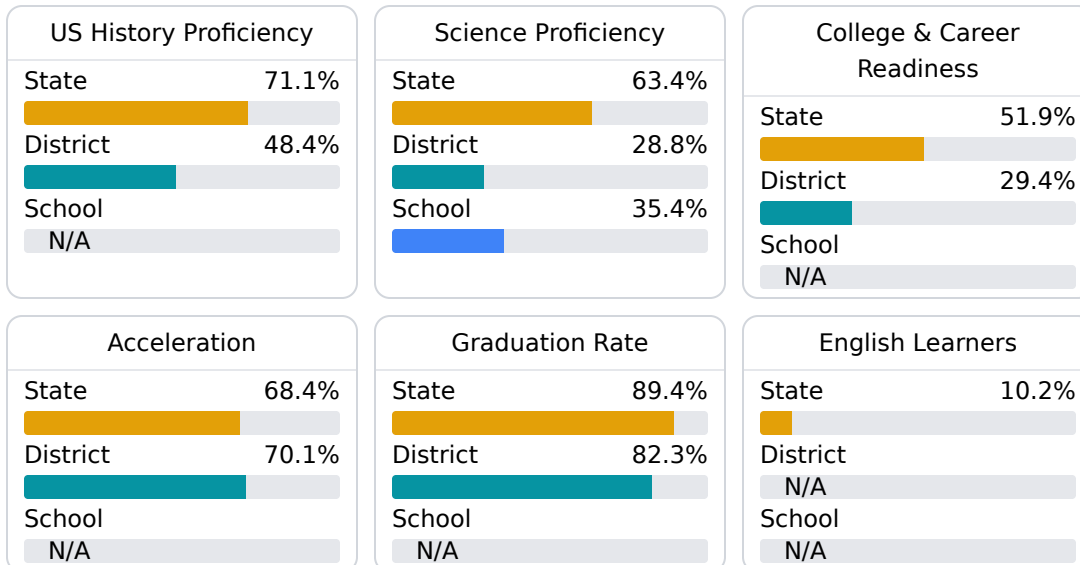 US History Proficiency
State 71.1%
District 48.4%
School
N/A
Science Proficiency
State 63.4%
District 28.8%
School 35.4%
College & Career
Readiness
State 51.9%
District 29.4%
School
N/A
Acceleration
State 68.4%
District 70.1%
School
N/A
Graduation Rate
State 89.4%
District 82.3%
School
N/A
English Learners
State 10.2%
District
N/A
School
N/A